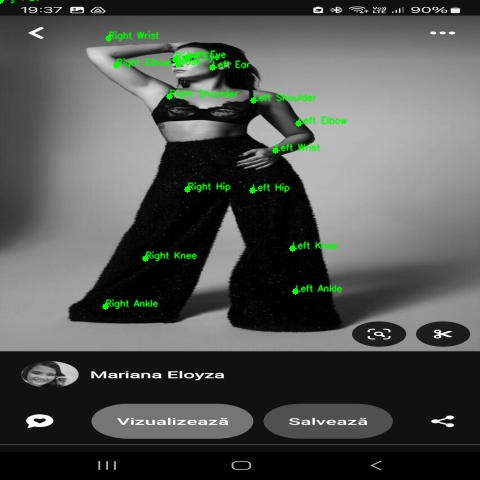 19:37
90%
Right Wrist
Right Elbow
Left Ear
Right Shoulder
Left Shoulder
Left Elbow
Left Wrist
Right Hip
Left Hip
Left Knee
Right Knee
Left Ankle
Right Ankle
Mariana Eloyza
Vizualizează
Salvează